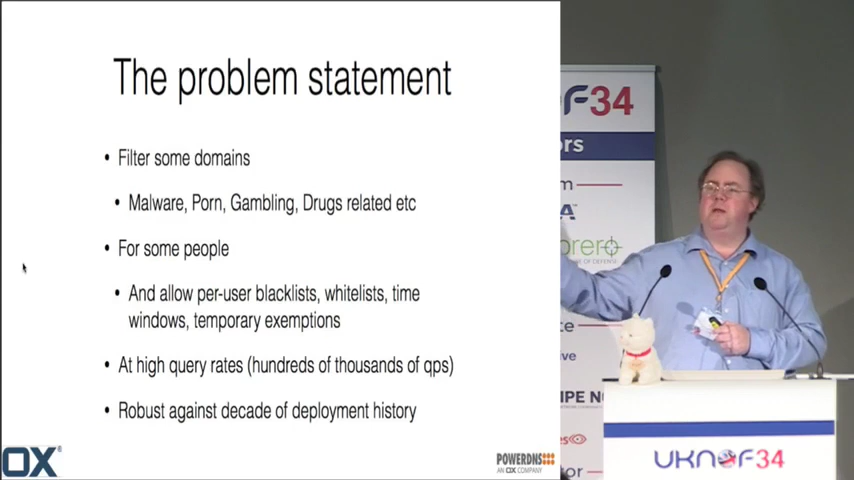 The problem statement
• Filter some domains
• Malware, Porn, Gambling, Drugs related etc
• For some people
• And allow per-user blacklists, whitelists, time
windows, temporary exemptions
• At high query rates (hundreds of thousands of qps)
• Robust against decade of deployment history
OX®
POWERDNS
AN OX COMPANY
F34
ors
UKNOF34